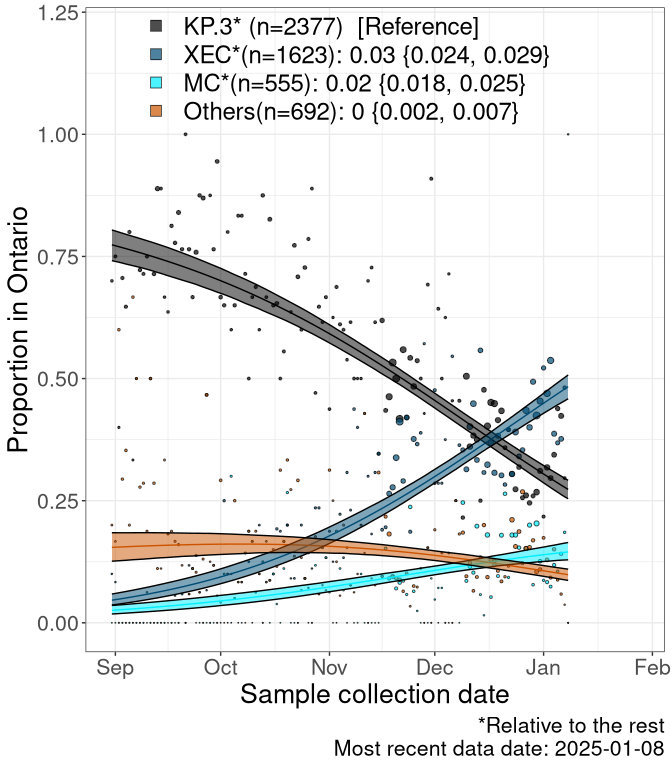 KP.3* (n=2377)  [Reference]
XEC*(n=1623): 0.03 {0.024, 0.029}
MC*(n=555): 0.02 {0.018, 0.025}
Others(n=692): 0 {0.002, 0.007}
1.25
1.00
0.75
0.50
0.25
0.00
Proportion in Ontario
Sep Oct Nov Dec Jan Feb
Sample collection date
*Relative to the rest
Most recent data date: 2025-01-08